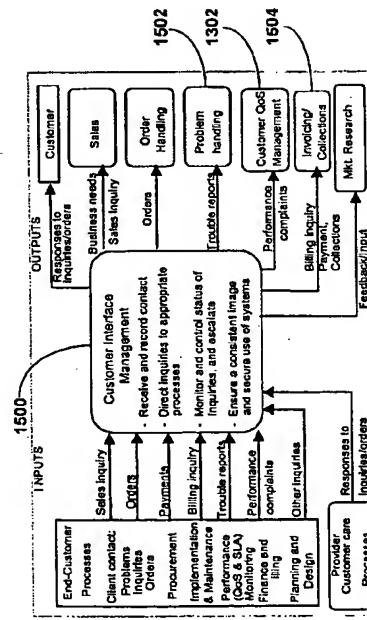 1500
1502
1302
1504
INPUTS
OUTPUTS
End-Customer
Processes
Client contact:
Problems
Inquiries
Orders
Procurement
Implementation
& Maintenance
Performance
(QoS & SLA)
Monitoring
Finance and
illing
Planning and
Design
Provider
Customer care
Processes
Sales Inquiry
Orders
Payments
Billing inquiry
Trouble reports
Performance
complaints
Other Inquiries
Responses to
Inquiries/orders
Customer Interface
Management
- Receive and record contact
- Direct inquiries to appropriate
processes
- Monitor and control status of
Inquiries, and escalate
- Ensure a consistent image
and secure use of systems
Responses to
inquiries/orders
Business needs
Sales Inquiry
Orders
Trouble reports
Performance
complaints
Billing inquiry
Payment,
Collections
Feedback/Input
Customer
Sales
Order
Handling
Problem
handling
Customer QoS
Management
Invoicing/
Collections
Mkt. Research